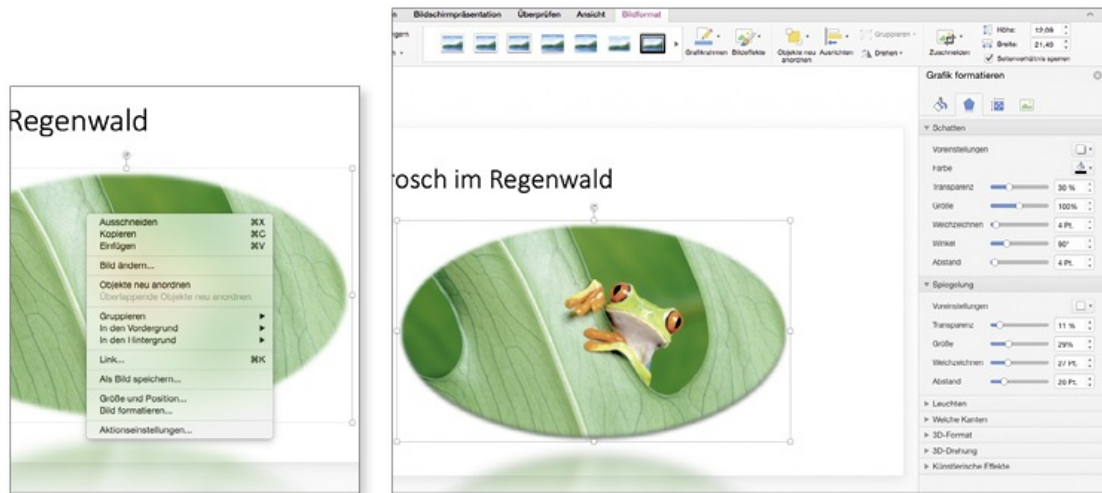 Regenwald
Ausschneiden ⌘X
Kopieren ⌘C
Einfügen ⌘V
Bild ändern...
Objekte neu anordnen
Überlappende Objekte neu anordnen
Gruppieren
In den Vordergrund
In den Hintergrund
Link... ⌘K
Als Bild speichern...
Größe und Position...
Bild formatieren...
Aktionseinstellungen...
n Bildschirmpräsentation Überprüfen Ansicht Bildformat
Grafikrahmen Bildeffekte Objekte neu anordnen Ausrichten Gruppieren
Drehen
Zuschneiden
Höhe: 12,09
Breite: 21,49
Seitenverhältnis sperren
rosch im Regenwald
Grafik formatieren
Schatten
Voreinstellungen
Farbe
Transparenz 30 %
Größe 100%
Weichzeichnen 4 Pt.
Winkel 90°
Abstand 4 Pt.
Spiegelung
Voreinstellungen
Transparenz 11 %
Größe 29%
Weichzeichnen 27 Pt.
Abstand 20 Pt.
Leuchten
Weiche Kanten
3D-Format
3D-Drehung
Künstlerische Effekte